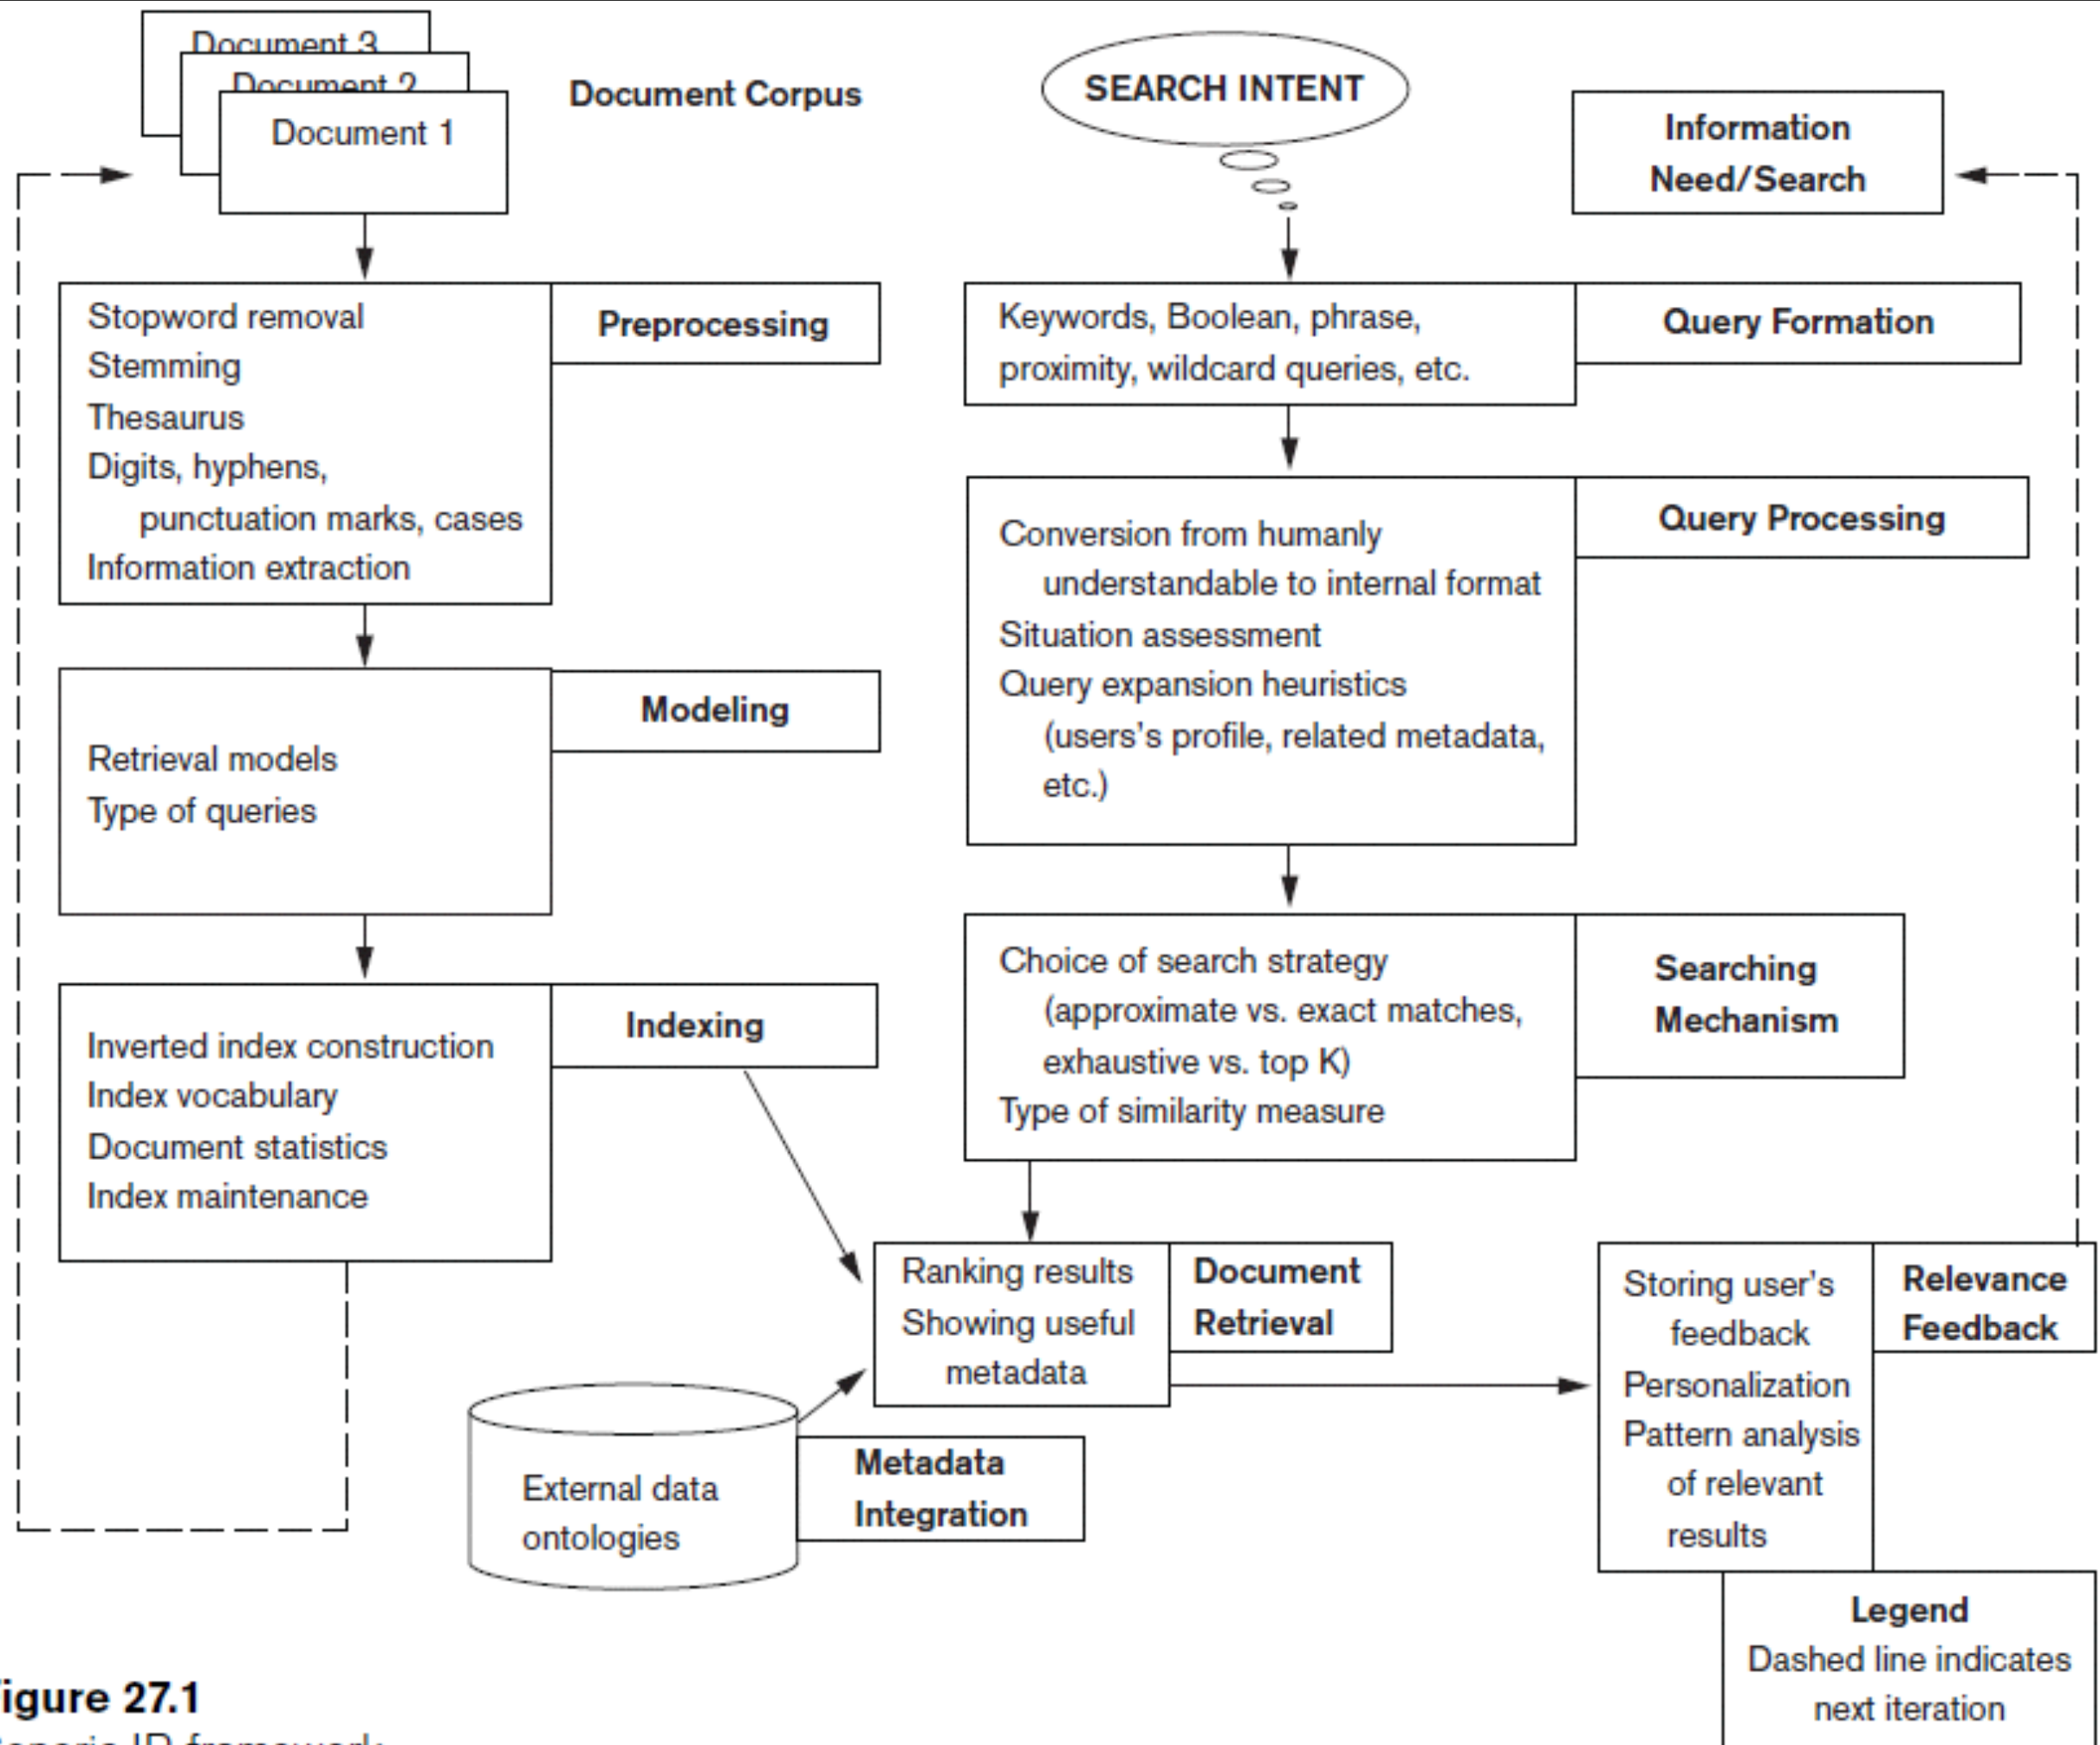 Document 3
Document 2
Document 1
Document Corpus
SEARCH INTENT
Information
Need/Search
Stopword removal
Stemming
Thesaurus
Digits, hyphens,
punctuation marks, cases
Information extraction
Preprocessing
Keywords, Boolean, phrase,
proximity, wildcard queries, etc.
Query Formation
Conversion from humanly
understandable to internal format
Situation assessment
Query expansion heuristics
(users's profile, related metadata,
etc.)
Query Processing
Retrieval models
Type of queries
Modeling
Choice of search strategy
(approximate vs. exact matches,
exhaustive vs. top K)
Type of similarity measure
Searching
Mechanism
Inverted index construction
Index vocabulary
Document statistics
Index maintenance
Indexing
Ranking results
Showing useful
metadata
Document
Retrieval
Storing user's
feedback
Personalization
Pattern analysis
of relevant
results
Relevance
Feedback
External data
ontologies
Metadata
Integration
Legend
Dashed line indicates
next iteration
igure 27.1
IR framework